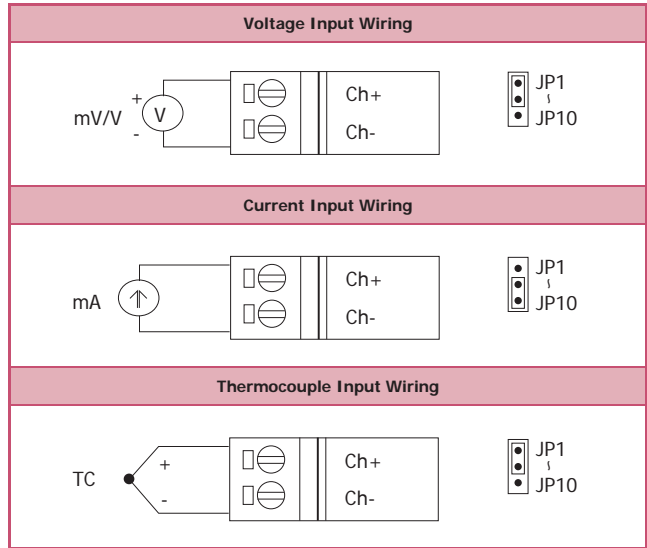 Voltage Input Wiring
mV/V
+
-
V
Ch+
Ch-
JP1
~
JP10
Current Input Wiring
mA
Ch+
Ch-
JP1
~
JP10
Thermocouple Input Wiring
TC
+
-
Ch+
Ch-
JP1
~
JP10